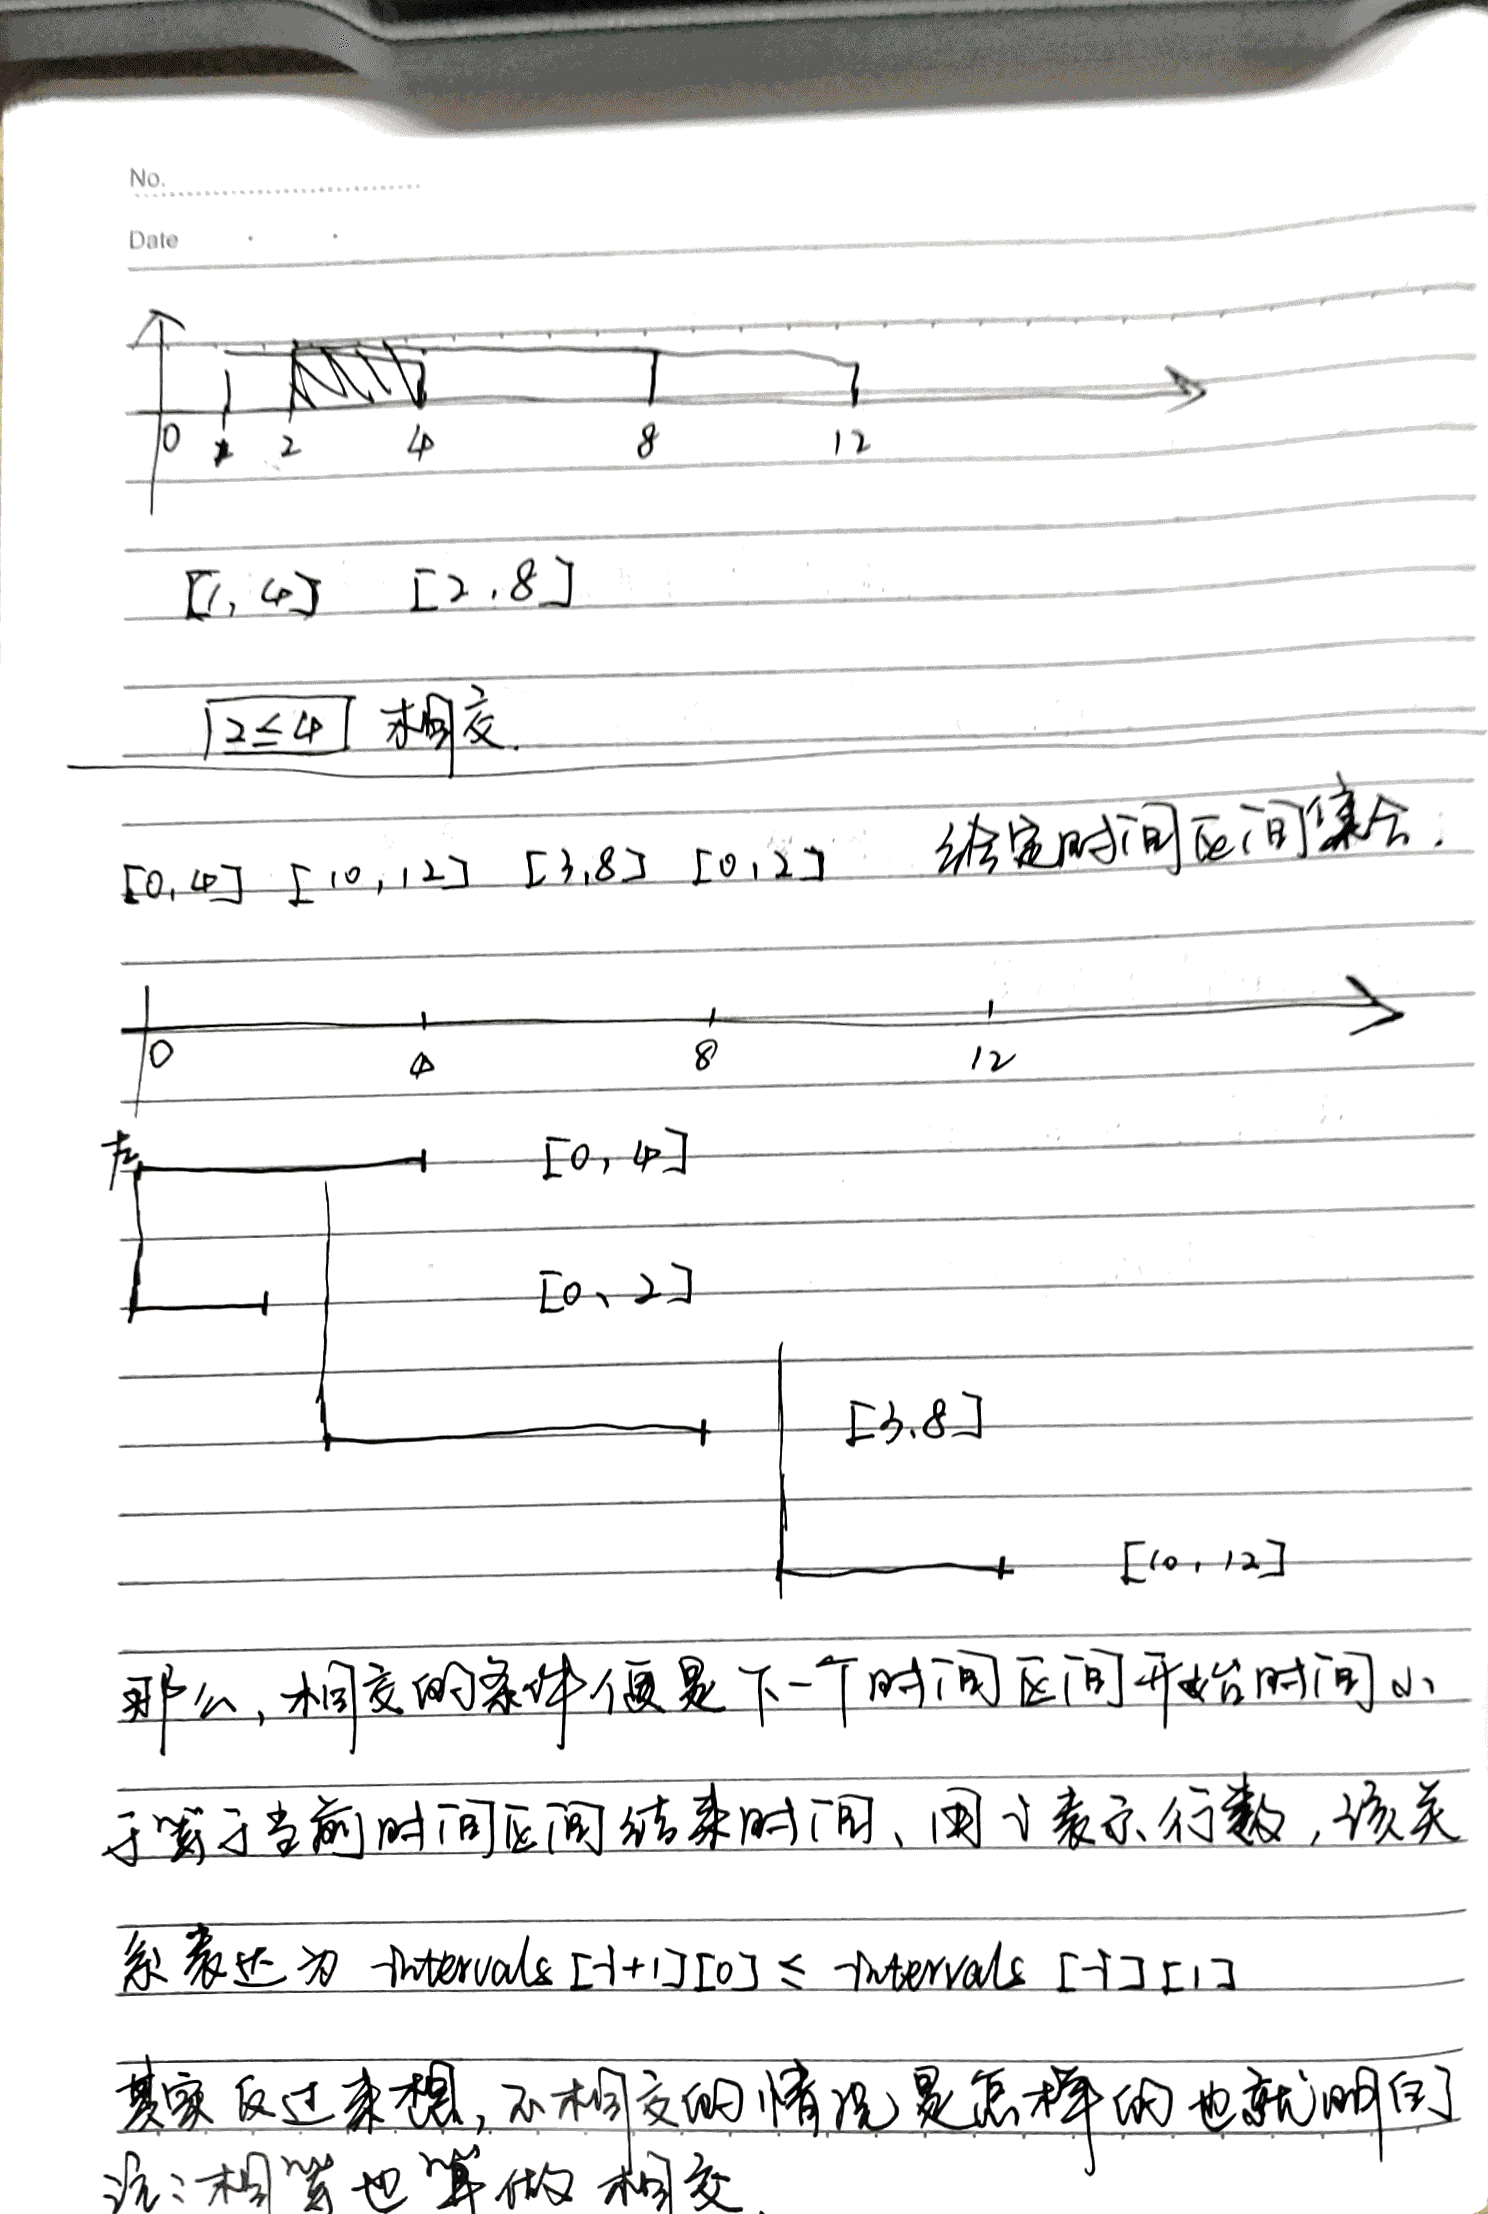 No.
Date
0 1 2 4 8 12
[1, 4] [2, 8]
2≤4 相交.
[0, 4] [10, 12] [3, 8] [0, 2] 给定时间区间集合.
0 4 8 12
左 [0, 4]
[0, 2]
[3, 8]
[10, 12]
那么, 相交的条件便是下一个时间区间开始时间小
于等于当前时间区间结束时间、用 i 表示行数, 该关
系表达为 intervals [i+1][0] ≤ intervals [i][1]
其实反过来想, 不相交的情况是怎样的也就明白了
注: 相等也算做相交.